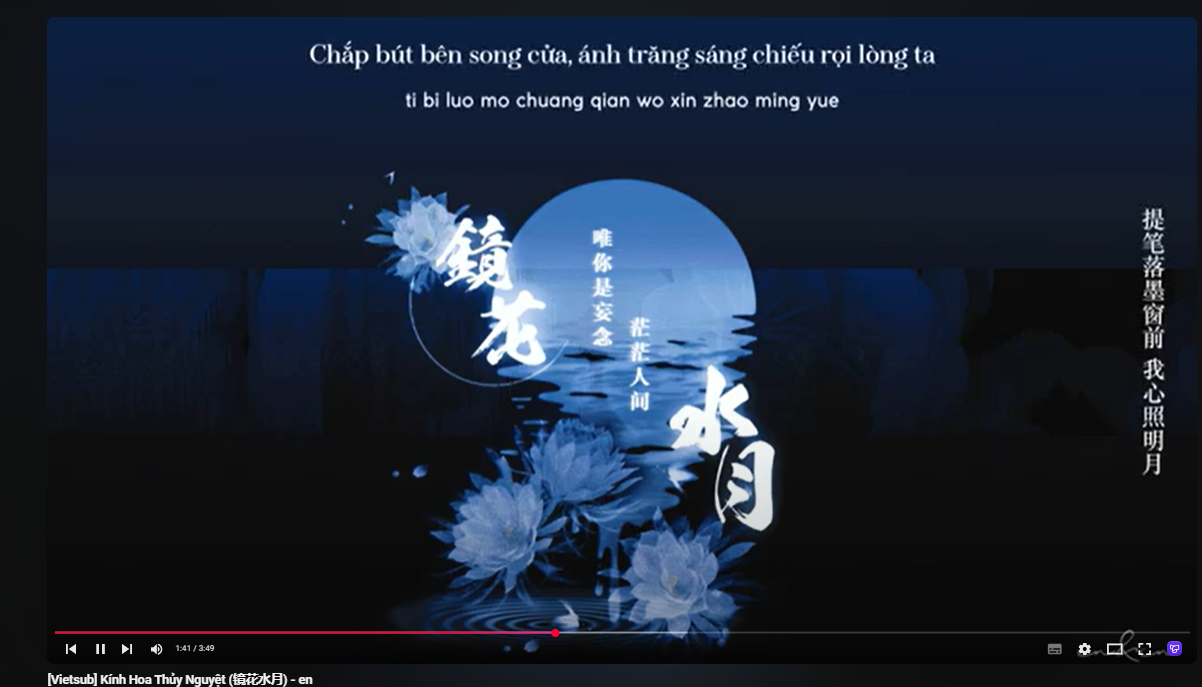 Chắp bút bên song cửa, ánh trăng sáng chiếu rọi lòng ta
ti bi luo mo chuang qian wo xin zhao ming yue
鏡花
唯你是妄念
茫茫人间
水月
提笔落墨窗前 我心照明月
1:41 / 3:49
[Vietsub] Kính Hoa Thủy Nguyệt (镜花水月) - en